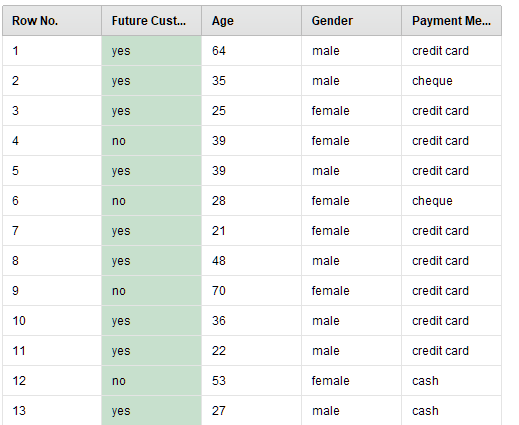 Row No. Future Cust... Age Gender Payment Me...
1 yes 64 male credit card
2 yes 35 male cheque
3 yes 25 female credit card
4 no 39 female credit card
5 yes 39 male credit card
6 no 28 female cheque
7 yes 21 female credit card
8 yes 48 male credit card
9 no 70 female credit card
10 yes 36 male credit card
11 yes 22 male credit card
12 no 53 female cash
13 yes 27 male cash